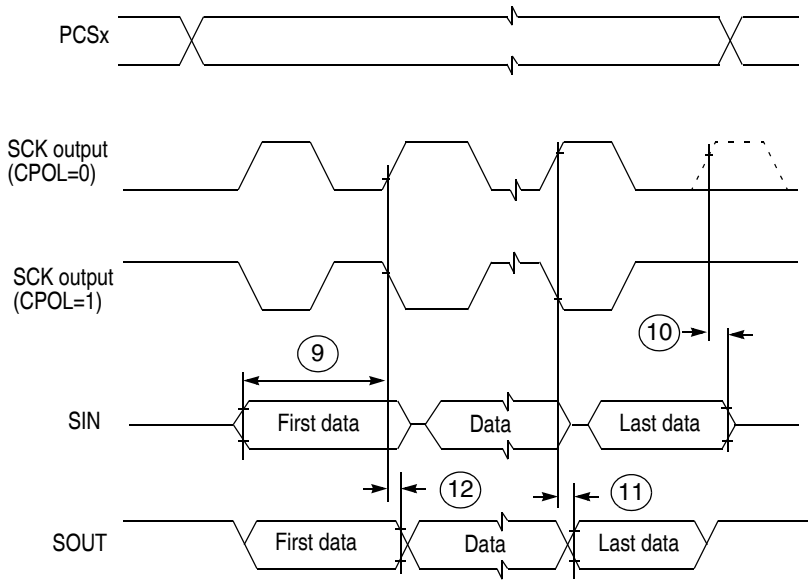 PCSx
SCK output
(CPOL=0)
SCK output
(CPOL=1)
10
9
SIN
First data
Data
Last data
12
11
SOUT
First data
Data
Last data